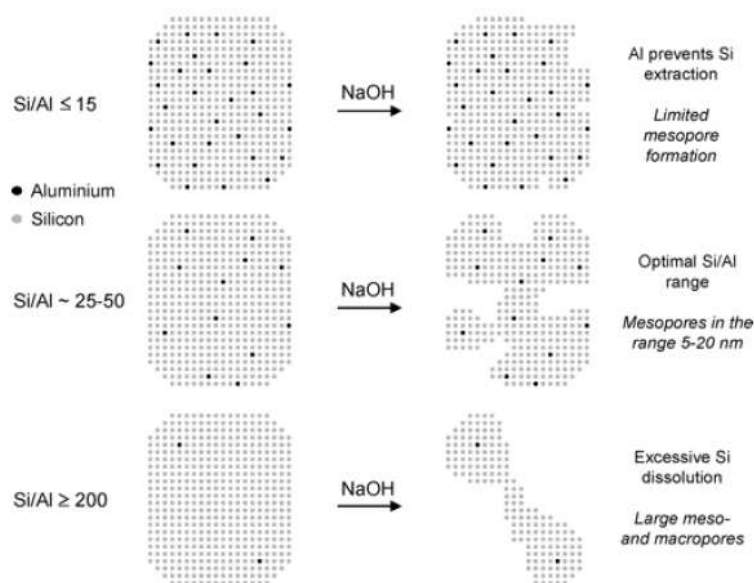 Si/Al ≤ 15
NaOH
Al prevents Si
extraction
Limited
mesopore
formation
Aluminium
Silicon
Si/Al ~ 25-50
NaOH
Optimal Si/Al
range
Mesopores in the
range 5-20 nm
Si/Al ≥ 200
NaOH
Excessive Si
dissolution
Large meso-
and macropores